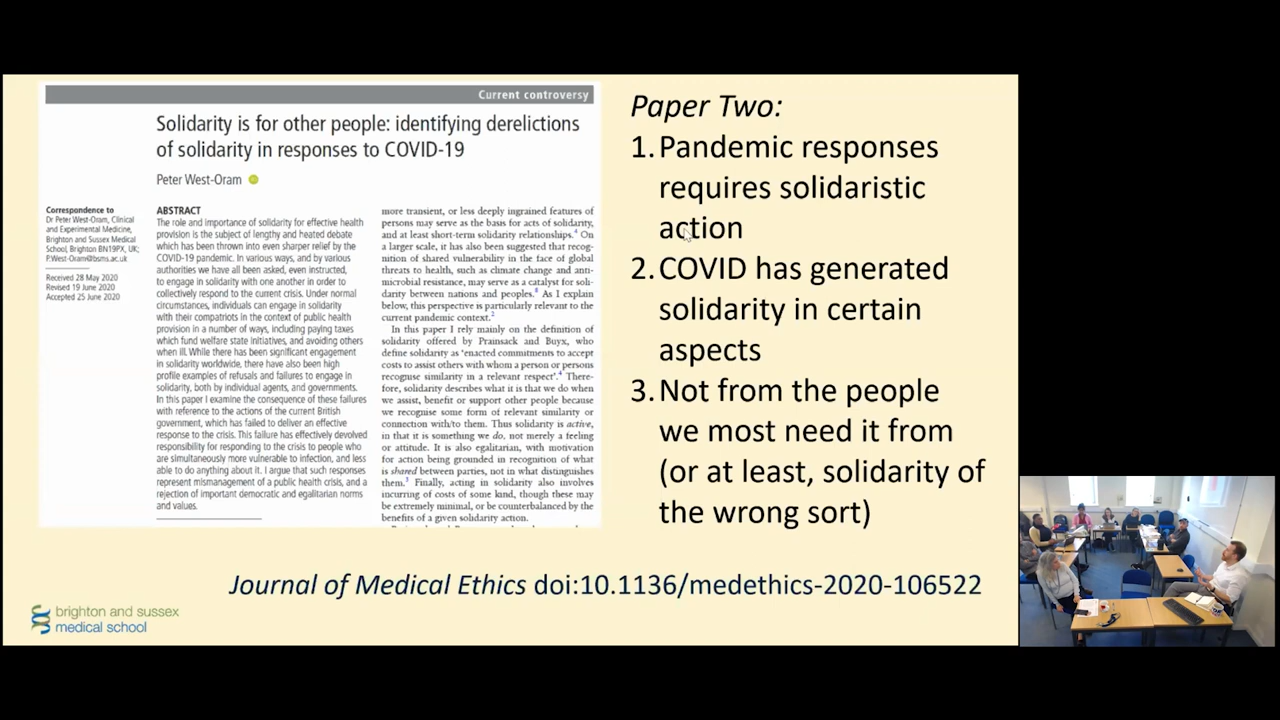 Current controversy
Solidarity is for other people: identifying derelictions
of solidarity in responses to COVID-19
Peter West-Oram
Correspondence to
Dr Peter West-Oram, Clinical
and Experimental Medicine,
Brighton and Sussex Medical
School, Brighton BN19PX, UK;
P.West-Oram@bsms.ac.uk
Received 28 May 2020
Revised 19 June 2020
Accepted 25 June 2020
ABSTRACT
The role and importance of solidarity for effective health
provision is the subject of lengthy and heated debate
which has been thrown into even sharper relief by the
COVID-19 pandemic. In various ways, and by various
authorities we have all been asked, even instructed,
to engage in solidarity with one another in order to
collectively respond to the current crisis. Under normal
circumstances, individuals can engage in solidarity
with their compatriots in the context of public health
provision in a number of ways, including paying taxes
which fund welfare state initiatives, and avoiding others
when ill. While there has been significant engagement
in solidarity worldwide, there have also been high
profile examples of refusals and failures to engage in
solidarity, both by individual agents, and governments.
In this paper I examine the consequence of these failures
with reference to the actions of the current British
government, which has failed to deliver an effective
response to the crisis. This failure has effectively devolved
responsibility for responding to the crisis to people who
are simultaneously more vulnerable to infection, and less
able to do anything about it. I argue that such responses
represent mismanagement of a public health crisis, and a
rejection of important democratic and egalitarian norms
and values.
more transient, or less deeply ingrained features of
persons may serve as the basis for acts of solidarity,
and at least short-term solidarity relationships.4 On
a larger scale, it has also been suggested that recog-
nition of shared vulnerability in the face of global
threats to health, such as climate change and anti-
microbial resistance, may serve as a catalyst for soli-
darity between nations and peoples.8 As I explain
below, this perspective is particularly relevant to the
current pandemic context.2
In this paper I rely mainly on the definition of
solidarity offered by Prainsack and Buyx, who
define solidarity as 'enacted commitments to accept
costs to assist others with whom a person or persons
recognise similarity in a relevant respect'.4 There-
fore, solidarity describes what it is that we do when
we assist, benefit or support other people because
we recognise some form of relevant similarity or
connection with/to them. Thus solidarity is active,
in that it is something we do, not merely a feeling
or attitude. It is also egalitarian, with motivation
for action being grounded in recognition of what
is shared between parties, not in what distinguishes
them.3 Finally, acting in solidarity also involves
incurring of costs of some kind, though these may
be extremely minimal, or be counterbalanced by the
benefits of a given solidarity action.
Paper Two:
1. Pandemic responses
requires solidaristic
action
2. COVID has generated
solidarity in certain
aspects
3. Not from the people
we most need it from
(or at least, solidarity of
the wrong sort)
Journal of Medical Ethics doi:10.1136/medethics-2020-106522
brighton and sussex
medical school